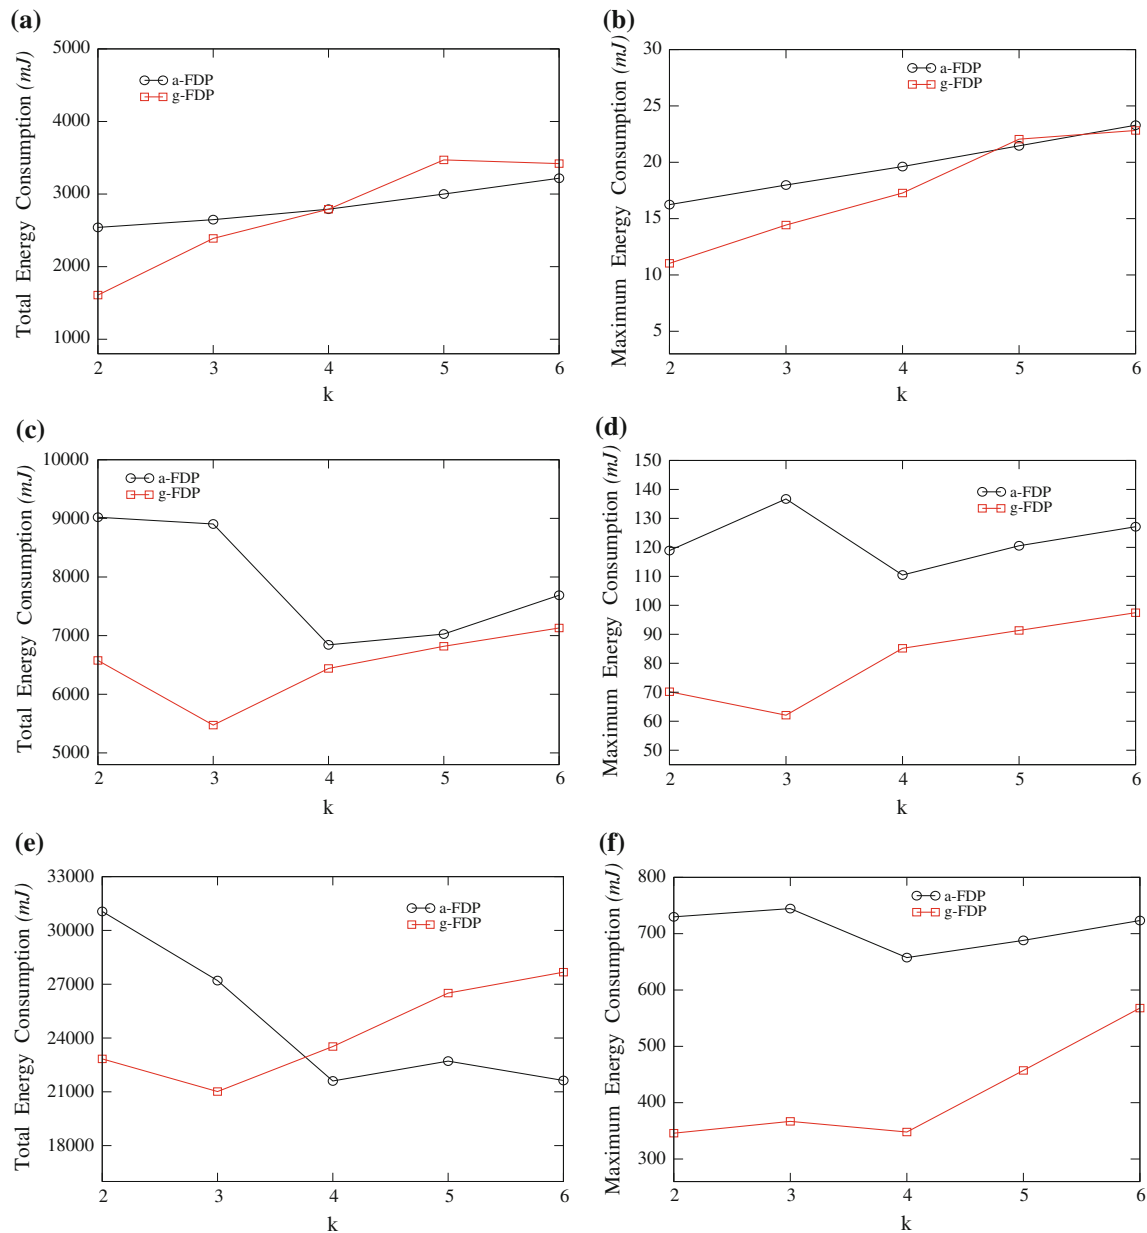 (a)
Total Energy Consumption (mJ)
5000
4000
3000
2000
1000
a-FDP
g-FDP
2 3 4 5 6
k
(b)
Maximum Energy Consumption (mJ)
30
25
20
15
10
5
a-FDP
g-FDP
2 3 4 5 6
k
(c)
Total Energy Consumption (mJ)
10000
9000
8000
7000
6000
5000
a-FDP
g-FDP
2 3 4 5 6
k
(d)
Maximum Energy Consumption (mJ)
150
140
130
120
110
100
90
80
70
60
50
a-FDP
g-FDP
2 3 4 5 6
k
(e)
Total Energy Consumption (mJ)
33000
30000
27000
24000
21000
18000
a-FDP
g-FDP
2 3 4 5 6
k
(f)
Maximum Energy Consumption (mJ)
800
700
600
500
400
300
a-FDP
g-FDP
2 3 4 5 6
k